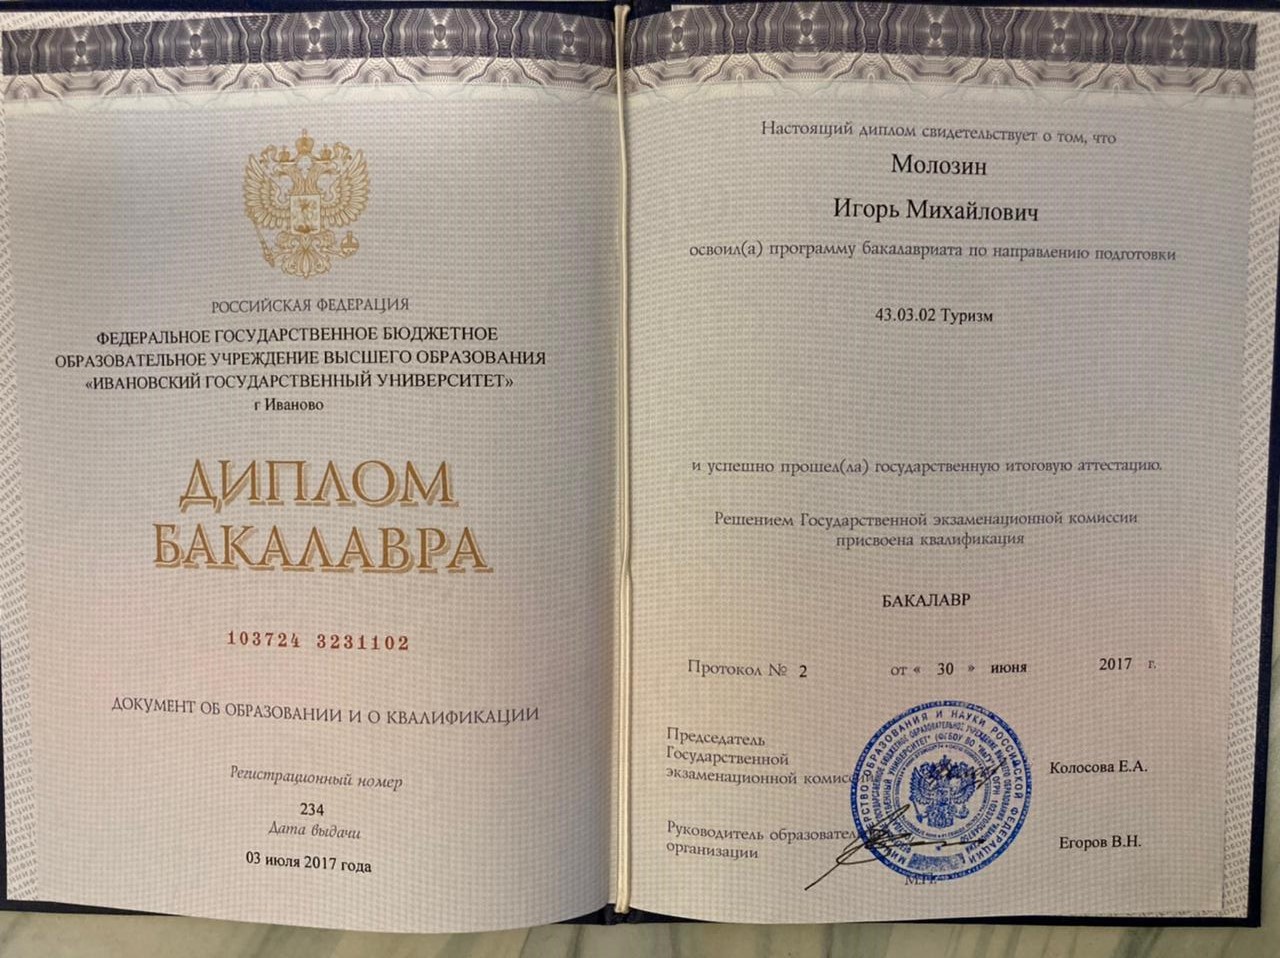 РОССИЙСКАЯ ФЕДЕРАЦИЯ
ФЕДЕРАЛЬНОЕ ГОСУДАРСТВЕННОЕ БЮДЖЕТНОЕ
ОБРАЗОВАТЕЛЬНОЕ УЧРЕЖДЕНИЕ ВЫСШЕГО ОБРАЗОВАНИЯ
«ИВАНОВСКИЙ ГОСУДАРСТВЕННЫЙ УНИВЕРСИТЕТ»
г Иваново
ДИПЛОМ
БАКАЛАВРА
103724 3231102
ДОКУМЕНТ ОБ ОБРАЗОВАНИИ И О КВАЛИФИКАЦИИ
Регистрационный номер
234
Дата выдачи
03 июля 2017 года
Настоящий диплом свидетельствует о том, что
Молозин
Игорь Михайлович
освоил(а) программу бакалавриата по направлению подготовки
43.03.02 Туризм
и успешно прошел(ла) государственную итоговую аттестацию.
Решением Государственной экзаменационной комиссии
присвоена квалификация
БАКАЛАВР
Протокол № 2 от « 30 » июня 2017 г.
Председатель
Государственной
экзаменационной комиссии
Колосова Е.А.
Руководитель образовател
организации
Егоров В.Н.
М.П.